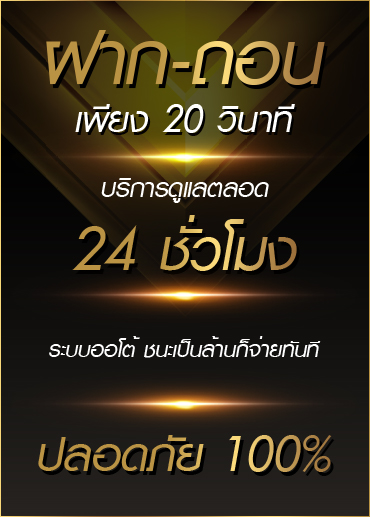 ฝาก-ถอน
เพียง 20 วินาที
บริการดูแลตลอด
24 ชั่วโมง
ระบบออโต้ ชนะเป็นล้านก็จ่ายทันที
ปลอดภัย 100%